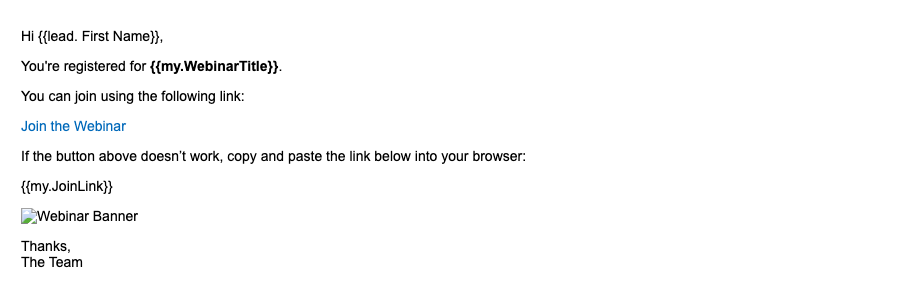 Hi {{lead. First Name}},
You're registered for {{my.WebinarTitle}}.
You can join using the following link:
Join the Webinar
If the button above doesn’t work, copy and paste the link below into your browser:
{{my.JoinLink}}
Webinar Banner
Thanks,
The Team